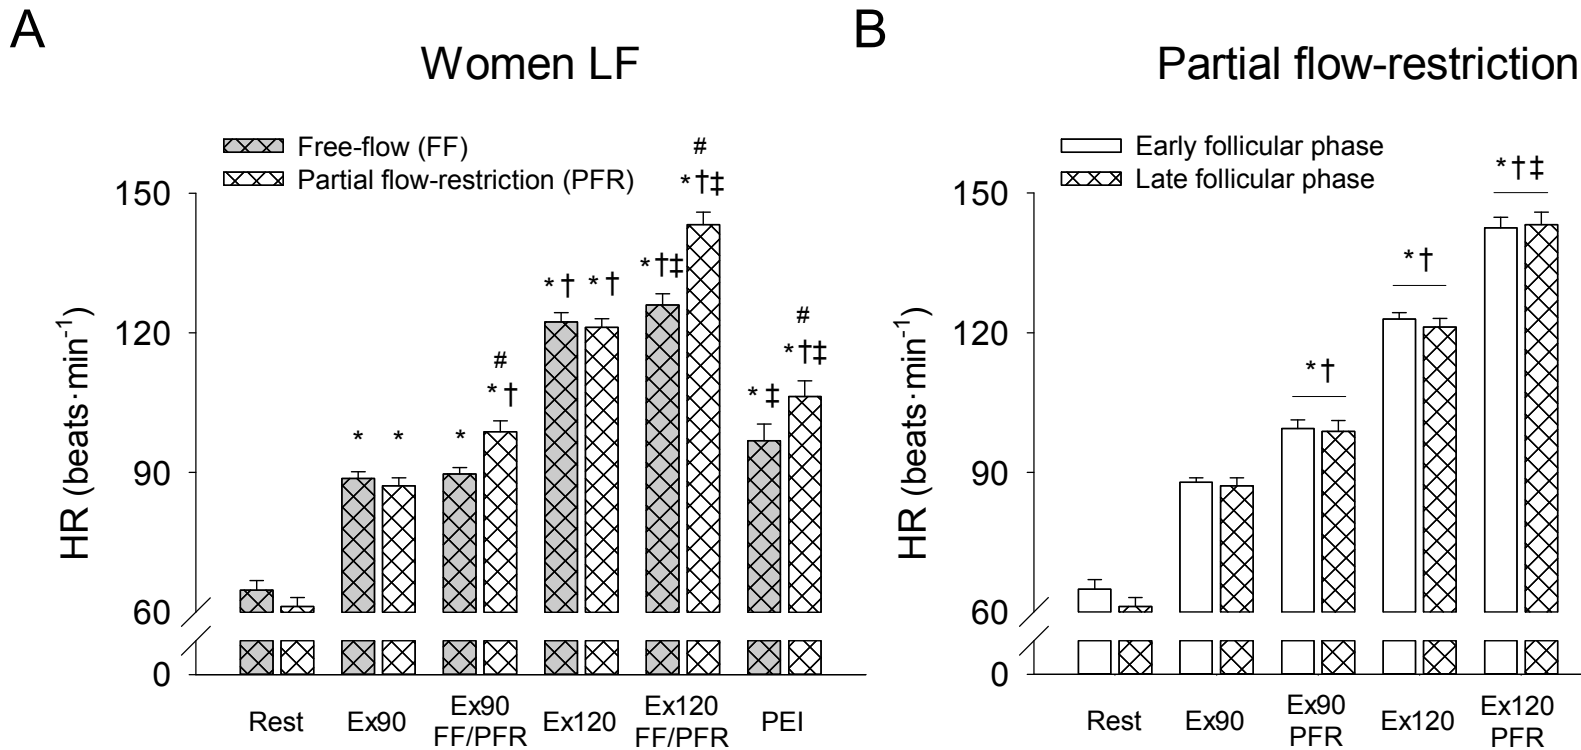 A
Women LF
Free-flow (FF)
Partial flow-restriction (PFR)
HR (beats·min⁻¹)
150
120
90
60
0
* * * *† #
*† *† *†‡ #
*†‡ *‡ #
*†‡
Rest
Ex90
Ex90
FF/PFR
Ex120
Ex120
FF/PFR
PEI
B
Partial flow-restriction
Early follicular phase
Late follicular phase
HR (beats·min⁻¹)
150
120
90
60
0
*†
*†
*†‡
Rest
Ex90
Ex90
PFR
Ex120
Ex120
PFR